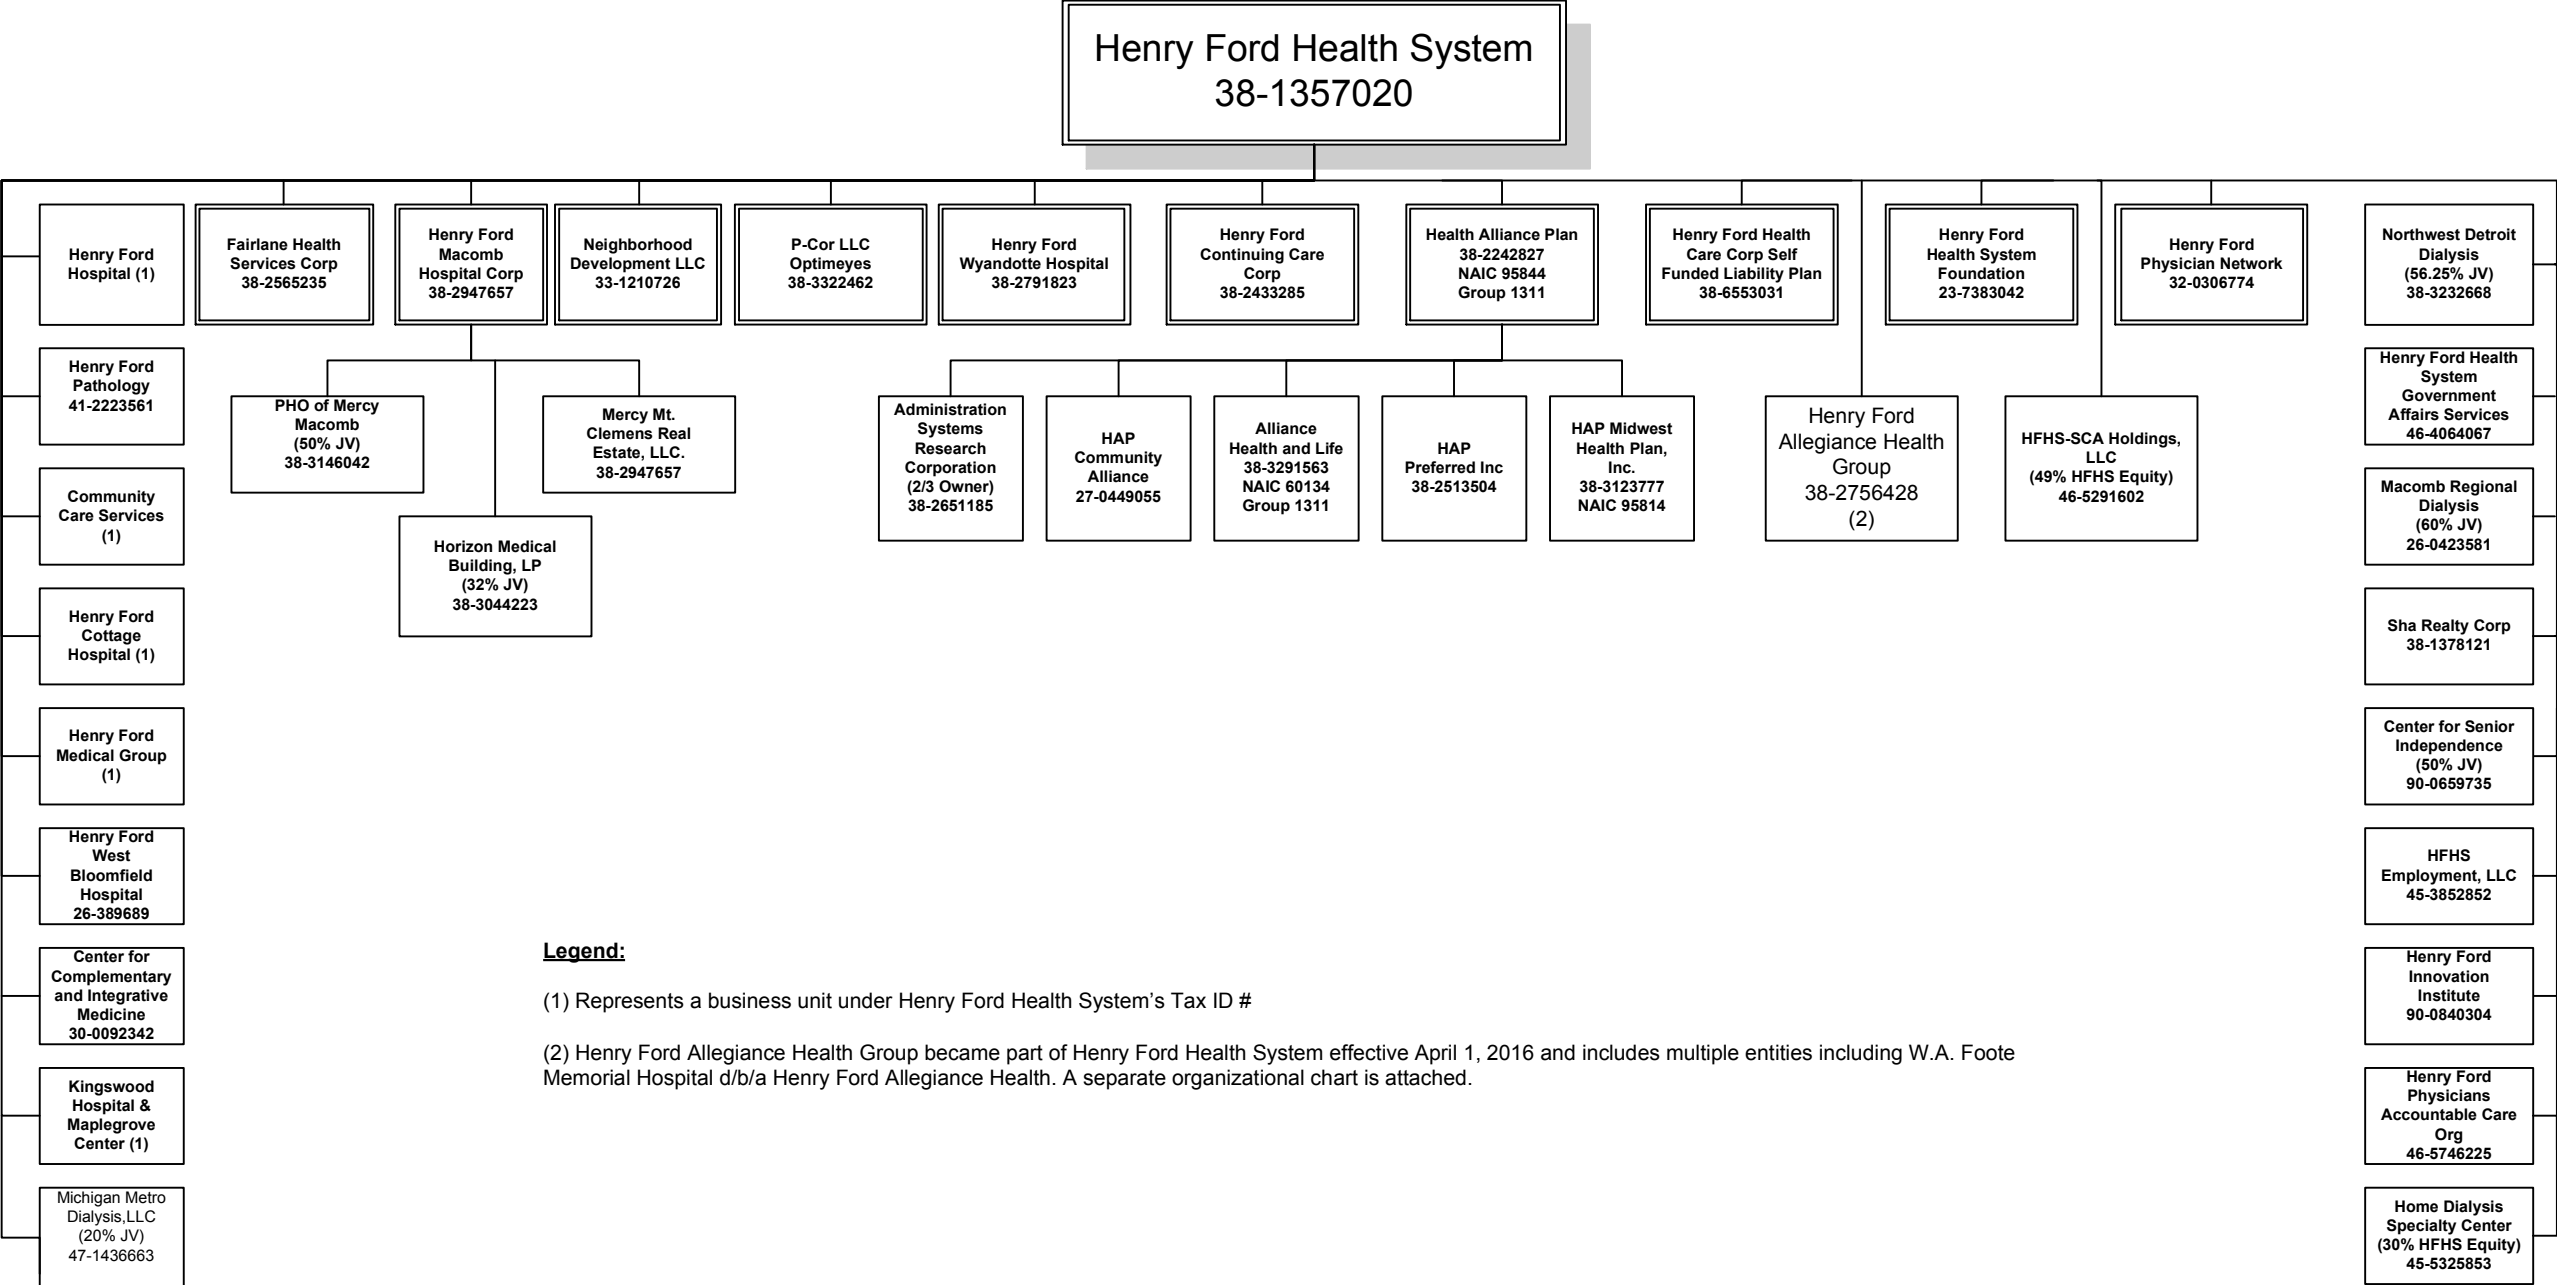 Henry Ford Health System
38-1357020
Henry Ford
Hospital (1)
Fairlane Health
Services Corp
38-2565235
Henry Ford
Macomb
Hospital Corp
38-2947657
Neighborhood
Development LLC
33-1210726
P-Cor LLC
Optimeyes
38-3322462
Henry Ford
Wyandotte Hospital
38-2791823
Henry Ford
Continuing Care
Corp
38-2433285
Health Alliance Plan
38-2242827
NAIC 95844
Group 1311
Henry Ford Health
Care Corp Self
Funded Liability Plan
38-6553031
Henry Ford
Health System
Foundation
23-7383042
Henry Ford
Physician Network
32-0306774
Northwest Detroit
Dialysis
(56.25% JV)
38-3232668
Henry Ford
Pathology
41-2223561
PHO of Mercy
Macomb
(50% JV)
38-3146042
Mercy Mt.
Clemens Real
Estate, LLC.
38-2947657
Horizon Medical
Building, LP
(32% JV)
38-3044223
Administration
Systems
Research
Corporation
(2/3 Owner)
38-2651185
HAP
Community
Alliance
27-0449055
Alliance
Health and Life
38-3291563
NAIC 60134
Group 1311
HAP
Preferred Inc
38-2513504
HAP Midwest
Health Plan,
Inc.
38-3123777
NAIC 95814
Henry Ford
Allegiance Health
Group
38-2756428
(2)
HFHS-SCA Holdings,
LLC
(49% HFHS Equity)
46-5291602
Henry Ford Health
System
Government
Affairs Services
46-4064067
Community
Care Services
(1)
Macomb Regional
Dialysis
(60% JV)
26-0423581
Henry Ford
Cottage
Hospital (1)
Sha Realty Corp
38-1378121
Henry Ford
Medical Group
(1)
Center for Senior
Independence
(50% JV)
90-0659735
Henry Ford
West
Bloomfield
Hospital
26-389689
HFHS
Employment, LLC
45-3852852
Center for
Complementary
and Integrative
Medicine
30-0092342
Henry Ford
Innovation
Institute
90-0840304
Kingswood
Hospital &
Maplegrove
Center (1)
Henry Ford
Physicians
Accountable Care
Org
46-5746225
Michigan Metro
Dialysis,LLC
(20% JV)
47-1436663
Home Dialysis
Specialty Center
(30% HFHS Equity)
45-5325853
Legend:
(1) Represents a business unit under Henry Ford Health System’s Tax ID #
(2) Henry Ford Allegiance Health Group became part of Henry Ford Health System effective April 1, 2016 and includes multiple entities including W.A. Foote
Memorial Hospital d/b/a Henry Ford Allegiance Health. A separate organizational chart is attached.